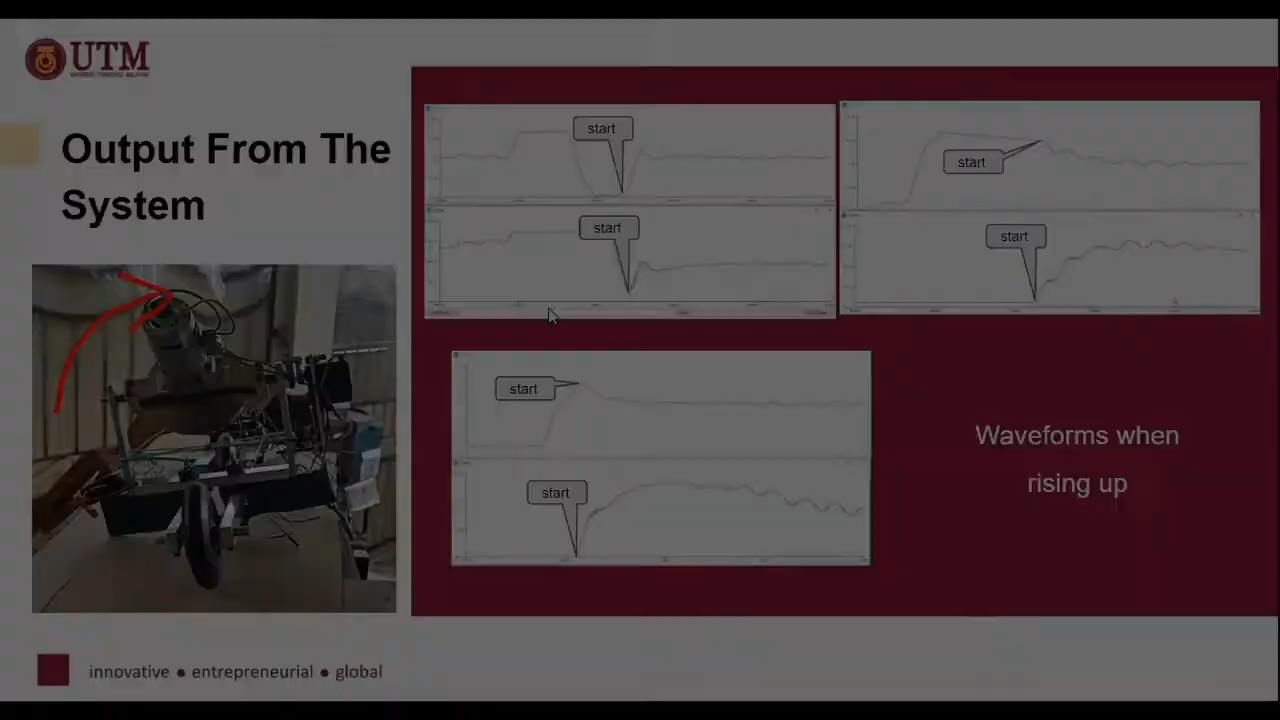 UTM
Output From The
System
start
start
start
start
start
start
Waveforms when
rising up
innovative ● entrepreneurial ● global